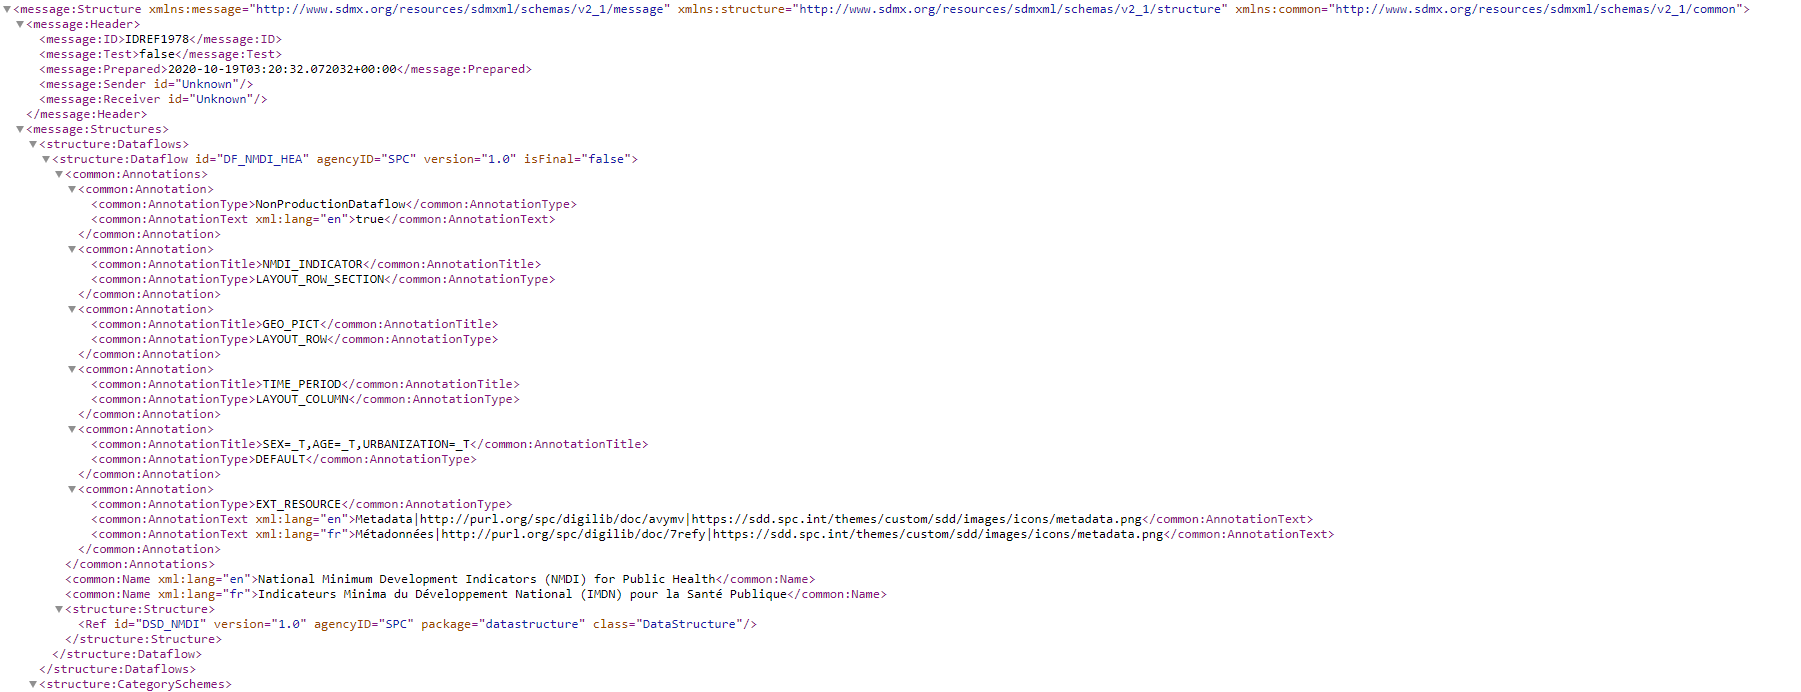 <message:Structure xmlns:message="http://www.sdmx.org/resources/sdmxml/schemas/v2_1/message" xmlns:structure="http://www.sdmx.org/resources/sdmxml/schemas/v2_1/structure" xmlns:common="http://www.sdmx.org/resources/sdmxml/schemas/v2_1/common">
<message:Header>
<message:ID>IDREF1978</message:ID>
<message:Test>false</message:Test>
<message:Prepared>2020-10-19T03:20:32.072032+00:00</message:Prepared>
<message:Sender id="Unknown"/>
<message:Receiver id="Unknown"/>
</message:Header>
<message:Structures>
<structure:Dataflows>
<structure:Dataflow id="DF_NMDI_HEA" agencyID="SPC" version="1.0" isFinal="false">
<common:Annotations>
<common:Annotation>
<common:AnnotationType>NonProductionDataflow</common:AnnotationType>
<common:AnnotationText xml:lang="en">true</common:AnnotationText>
</common:Annotation>
<common:Annotation>
<common:AnnotationTitle>NMDI_INDICATOR</common:AnnotationTitle>
<common:AnnotationType>LAYOUT_ROW_SECTION</common:AnnotationType>
</common:Annotation>
<common:Annotation>
<common:AnnotationTitle>GEO_PICT</common:AnnotationTitle>
<common:AnnotationType>LAYOUT_ROW</common:AnnotationType>
</common:Annotation>
<common:Annotation>
<common:AnnotationTitle>TIME_PERIOD</common:AnnotationTitle>
<common:AnnotationType>LAYOUT_COLUMN</common:AnnotationType>
</common:Annotation>
<common:Annotation>
<common:AnnotationTitle>SEX=_T,AGE=_T,URBANIZATION=_T</common:AnnotationTitle>
<common:AnnotationType>DEFAULT</common:AnnotationType>
</common:Annotation>
<common:Annotation>
<common:AnnotationType>EXT_RESOURCE</common:AnnotationType>
<common:AnnotationText xml:lang="en">Metadata|http://purl.org/spc/digilib/doc/avymv|https://sdd.spc.int/themes/custom/sdd/images/icons/metadata.png</common:AnnotationText>
<common:AnnotationText xml:lang="fr">Métadonnées|http://purl.org/spc/digilib/doc/7refy|https://sdd.spc.int/themes/custom/sdd/images/icons/metadata.png</common:AnnotationText>
</common:Annotation>
</common:Annotations>
<common:Name xml:lang="en">National Minimum Development Indicators (NMDI) for Public Health</common:Name>
<common:Name xml:lang="fr">Indicateurs Minima du Développement National (IMDN) pour la Santé Publique</common:Name>
<structure:Structure>
<Ref id="DSD_NMDI" version="1.0" agencyID="SPC" package="datastructure" class="DataStructure"/>
</structure:Structure>
</structure:Dataflow>
</structure:Dataflows>
<structure:CategorySchemes>